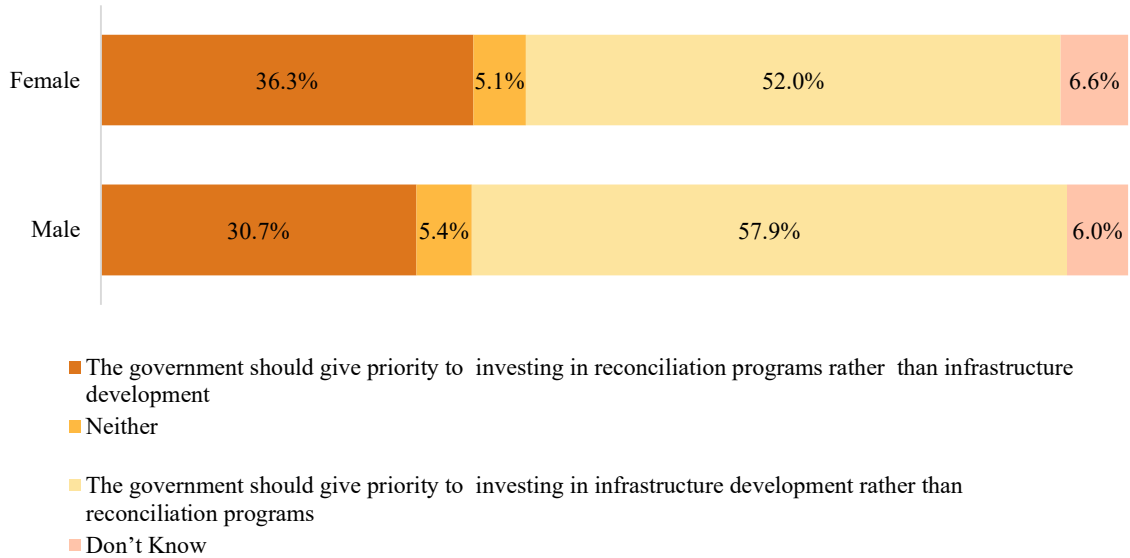 Female
36.3%
5.1%
52.0%
6.6%
Male
30.7%
5.4%
57.9%
6.0%
The government should give priority to  investing in reconciliation programs rather  than infrastructure
development
Neither
The government should give priority to  investing in infrastructure development rather than
reconciliation programs
Don’t Know